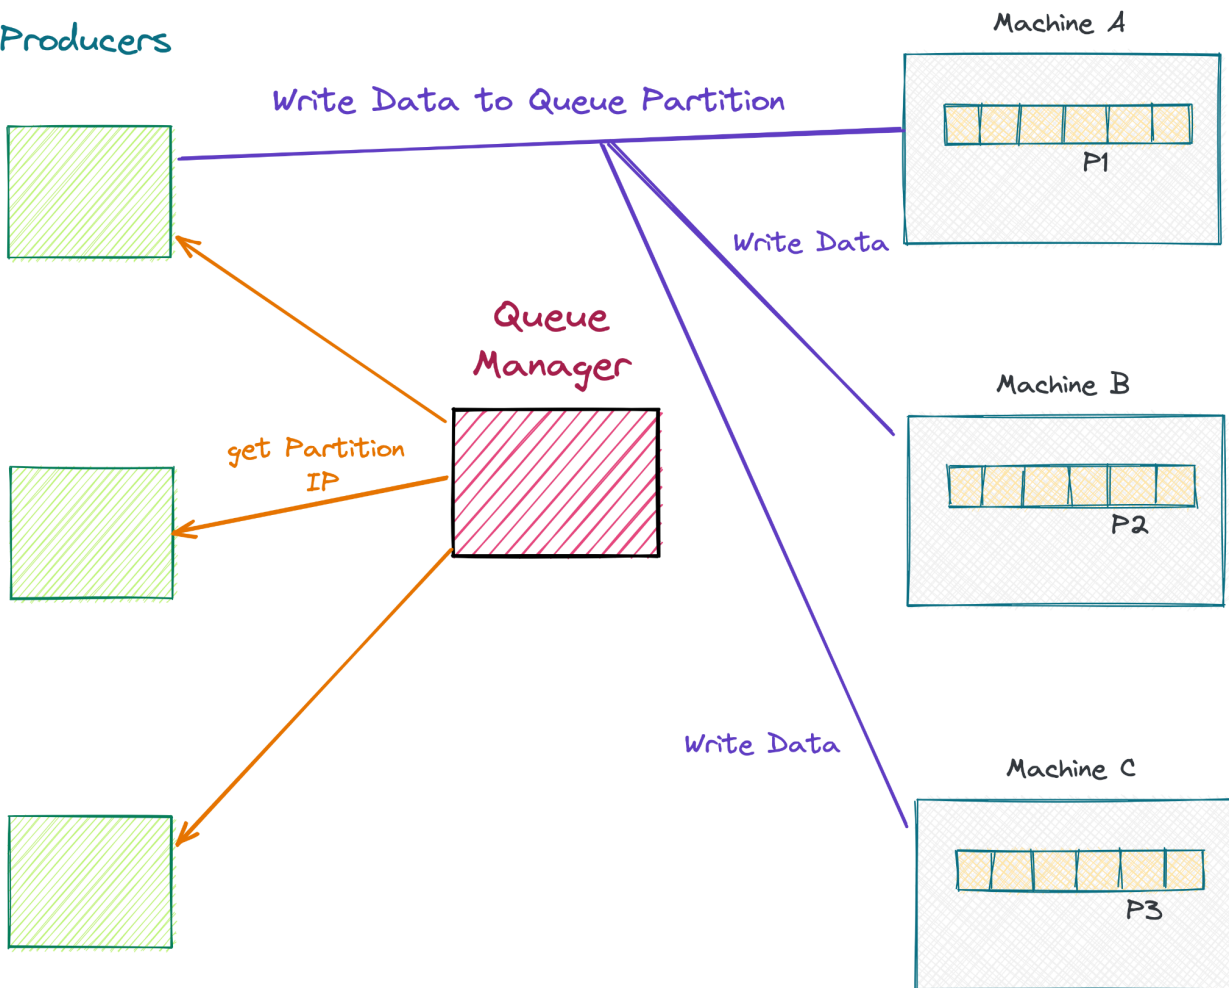 Producers
Machine A
Write Data to Queue Partition
P1
Write Data
Queue
Manager
Machine B
get Partition
IP
P2
Write Data
Machine C
P3